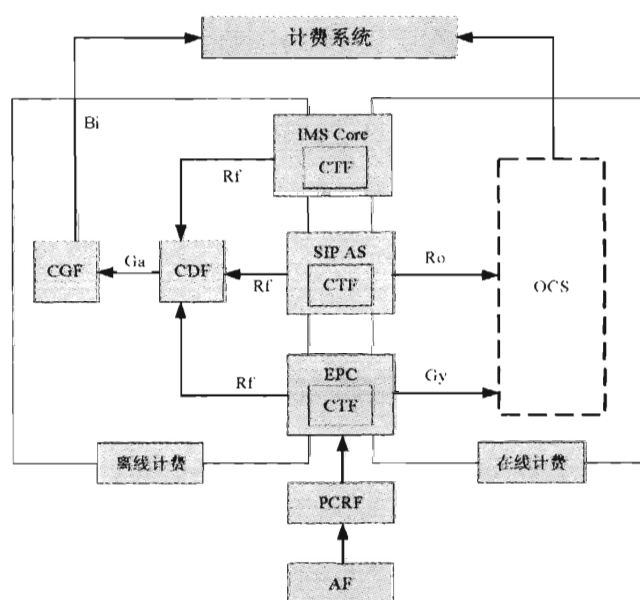 计费系统
Bi
IMS Core
CTF
Rf
CGF
Ga
CDF
Rf
SIP AS
CTF
Ro
OCS
Rf
EPC
CTF
Gy
离线计费
在线计费
PCRF
AF